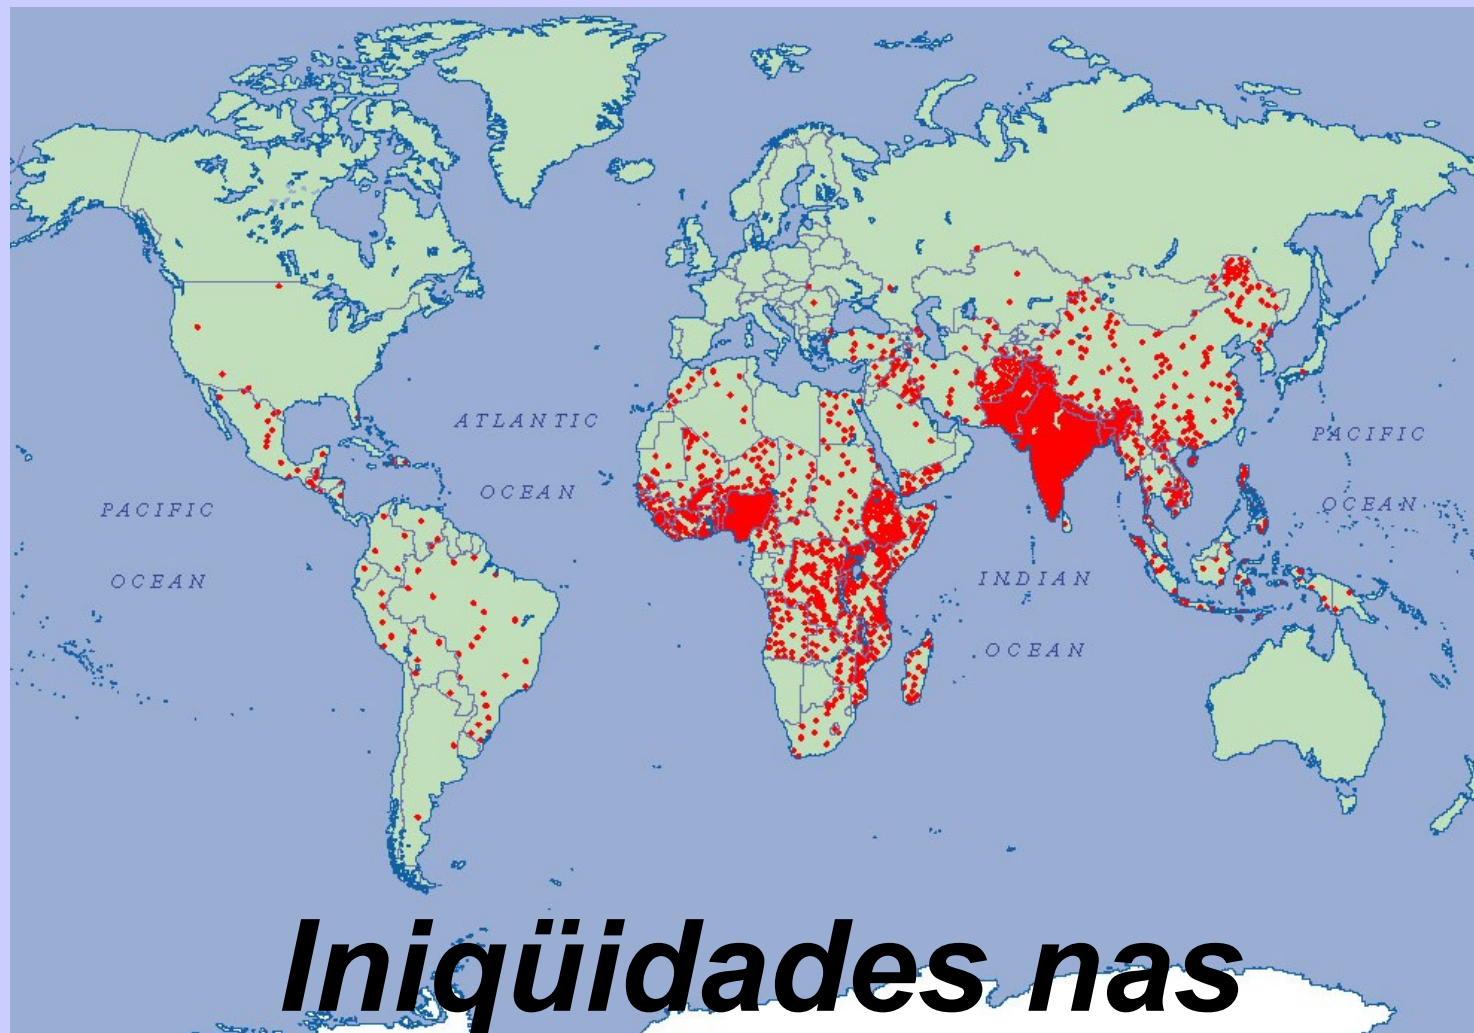 ATLANTIC
OCEAN
PACIFIC
OCEAN
PACIFIC
OCEAN
INDIAN
OCEAN
Iniqüidades nas